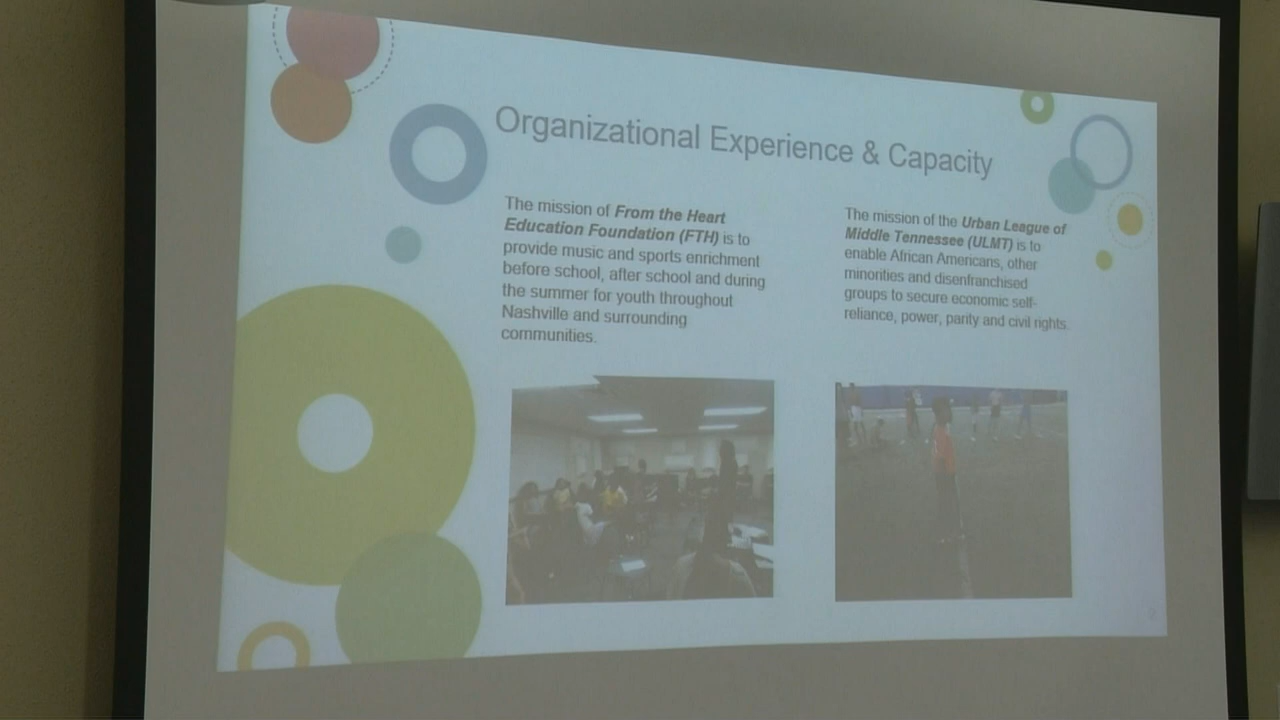 Organizational Experience & Capacity
The mission of From the Heart
Education Foundation (FTH) is to
provide music and sports enrichment
before school, after school and during
the summer for youth throughout
Nashville and surrounding
communities.
The mission of the Urban League of
Middle Tennessee (ULMT) is to
enable African Americans, other
minorities and disenfranchised
groups to secure economic self-
reliance, power, parity and civil rights.